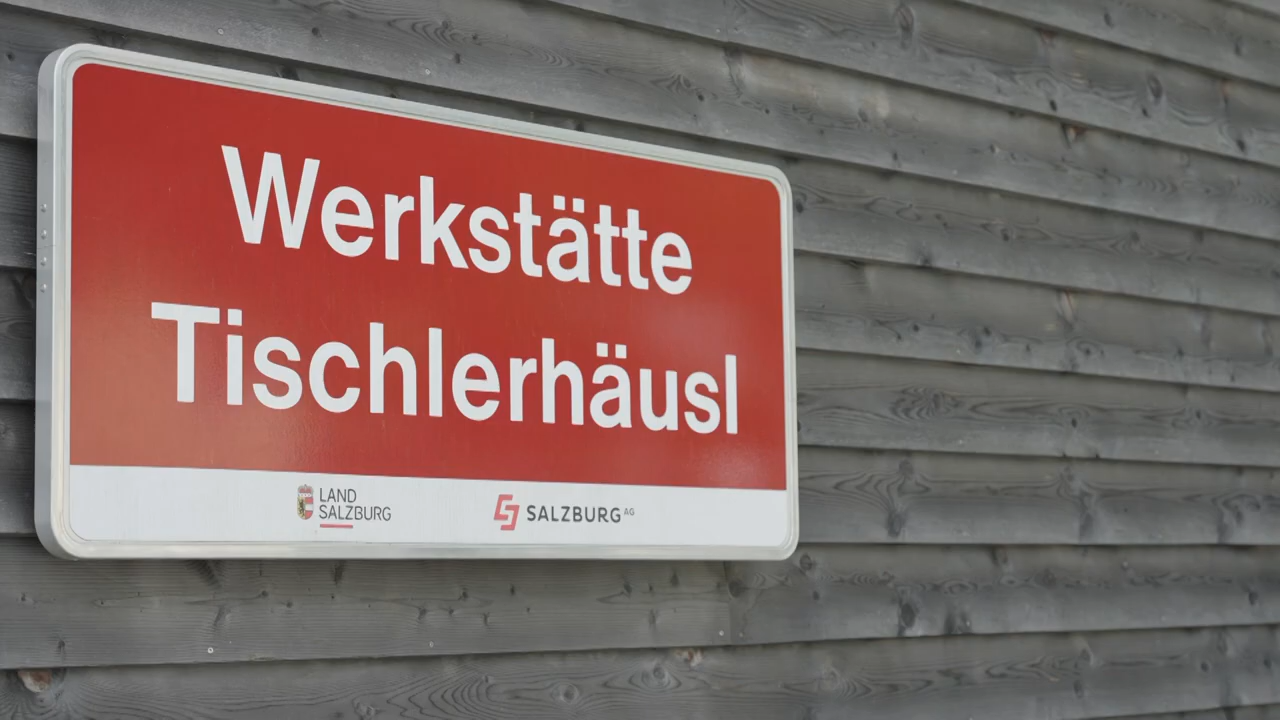 Werkstätte
Tischlerhäusl
LAND
SALZBURG
SALZBURG AG